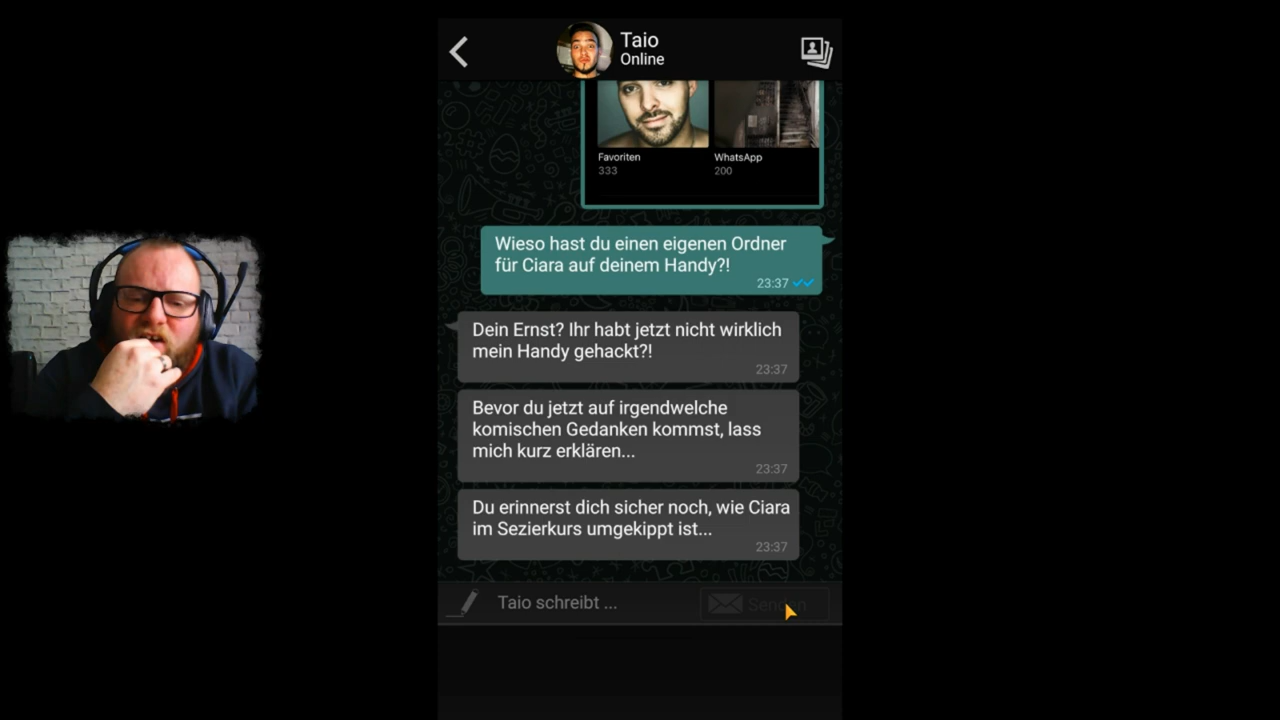 Taio
Online
Favoriten
WhatsApp
333
200
Wieso hast du einen eigenen Ordner
für Ciara auf deinem Handy?!
23:37
Dein Ernst? Ihr habt jetzt nicht wirklich
mein Handy gehackt?!
23:37
Bevor du jetzt auf irgendwelche
komischen Gedanken kommst, lass
mich kurz erklären...
23:37
Du erinnerst dich sicher noch, wie Ciara
im Sezierkurs umgekippt ist...
23:37
Taio schreibt ...
Senden